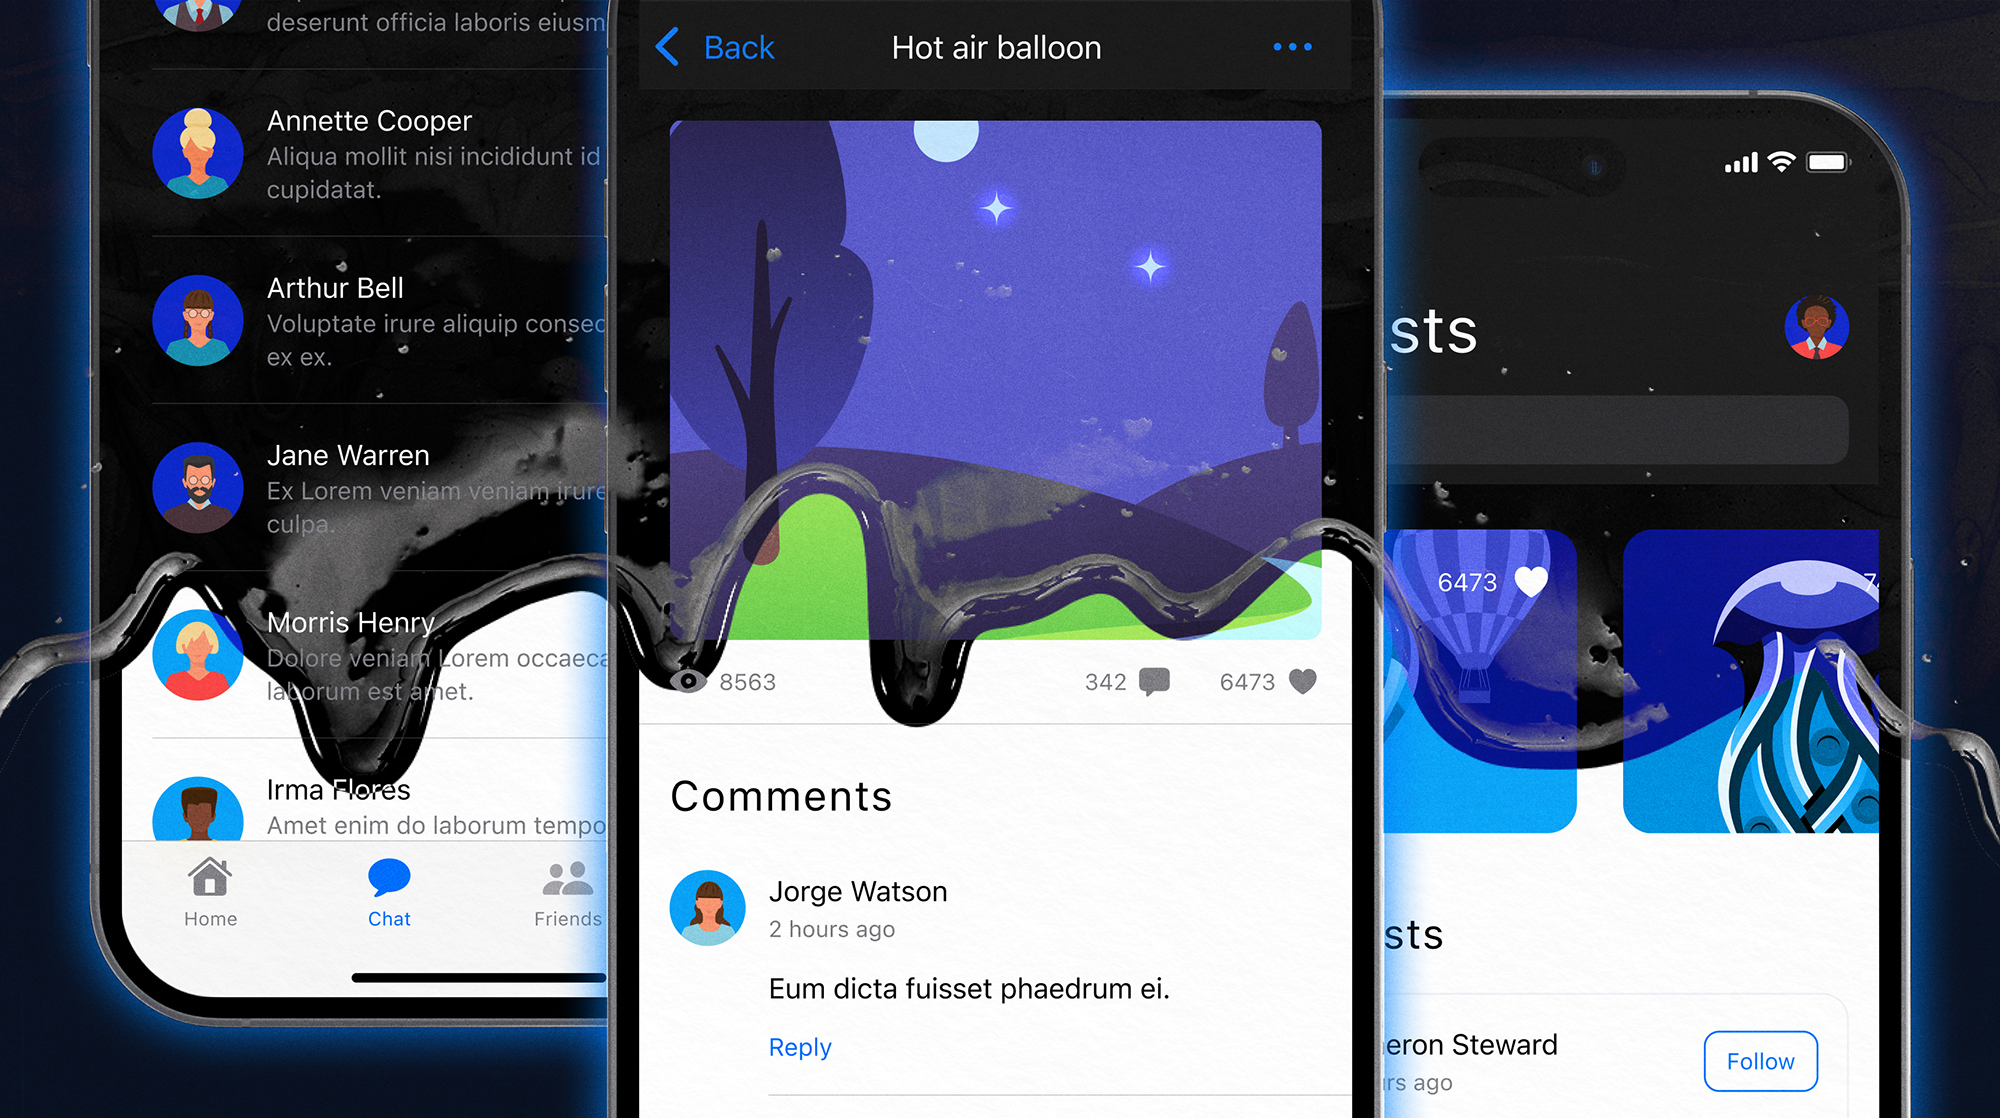 deserunt officia laboris eiusm
Annette Cooper
Aliqua mollit nisi incididunt id
cupidatat.
Arthur Bell
Voluptate irure aliquip consec
ex ex.
Jane Warren
Ex Lorem veniam veniam irure
culpa.
Morris Henry
Dolore veniam Lorem occaeca
laborum est amet.
Irma Flores
Amet enim do laborum tempo
Home
Chat
Friends
Back
Hot air balloon
8563
342
6473
Comments
Jorge Watson
2 hours ago
Eum dicta fuisset phaedrum ei.
Reply
sts
6473
7
sts
eron Steward
rs ago
Follow